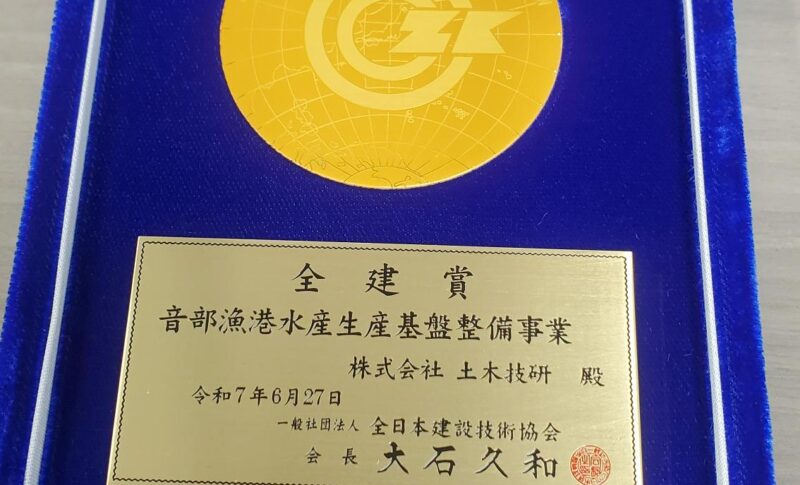 全建賞
音部漁港水産生産基盤整備事業
株式会社 土木技研 殿
令和7年6月27日
一般社団法人 全日本建設技術協会
会長 大石久和